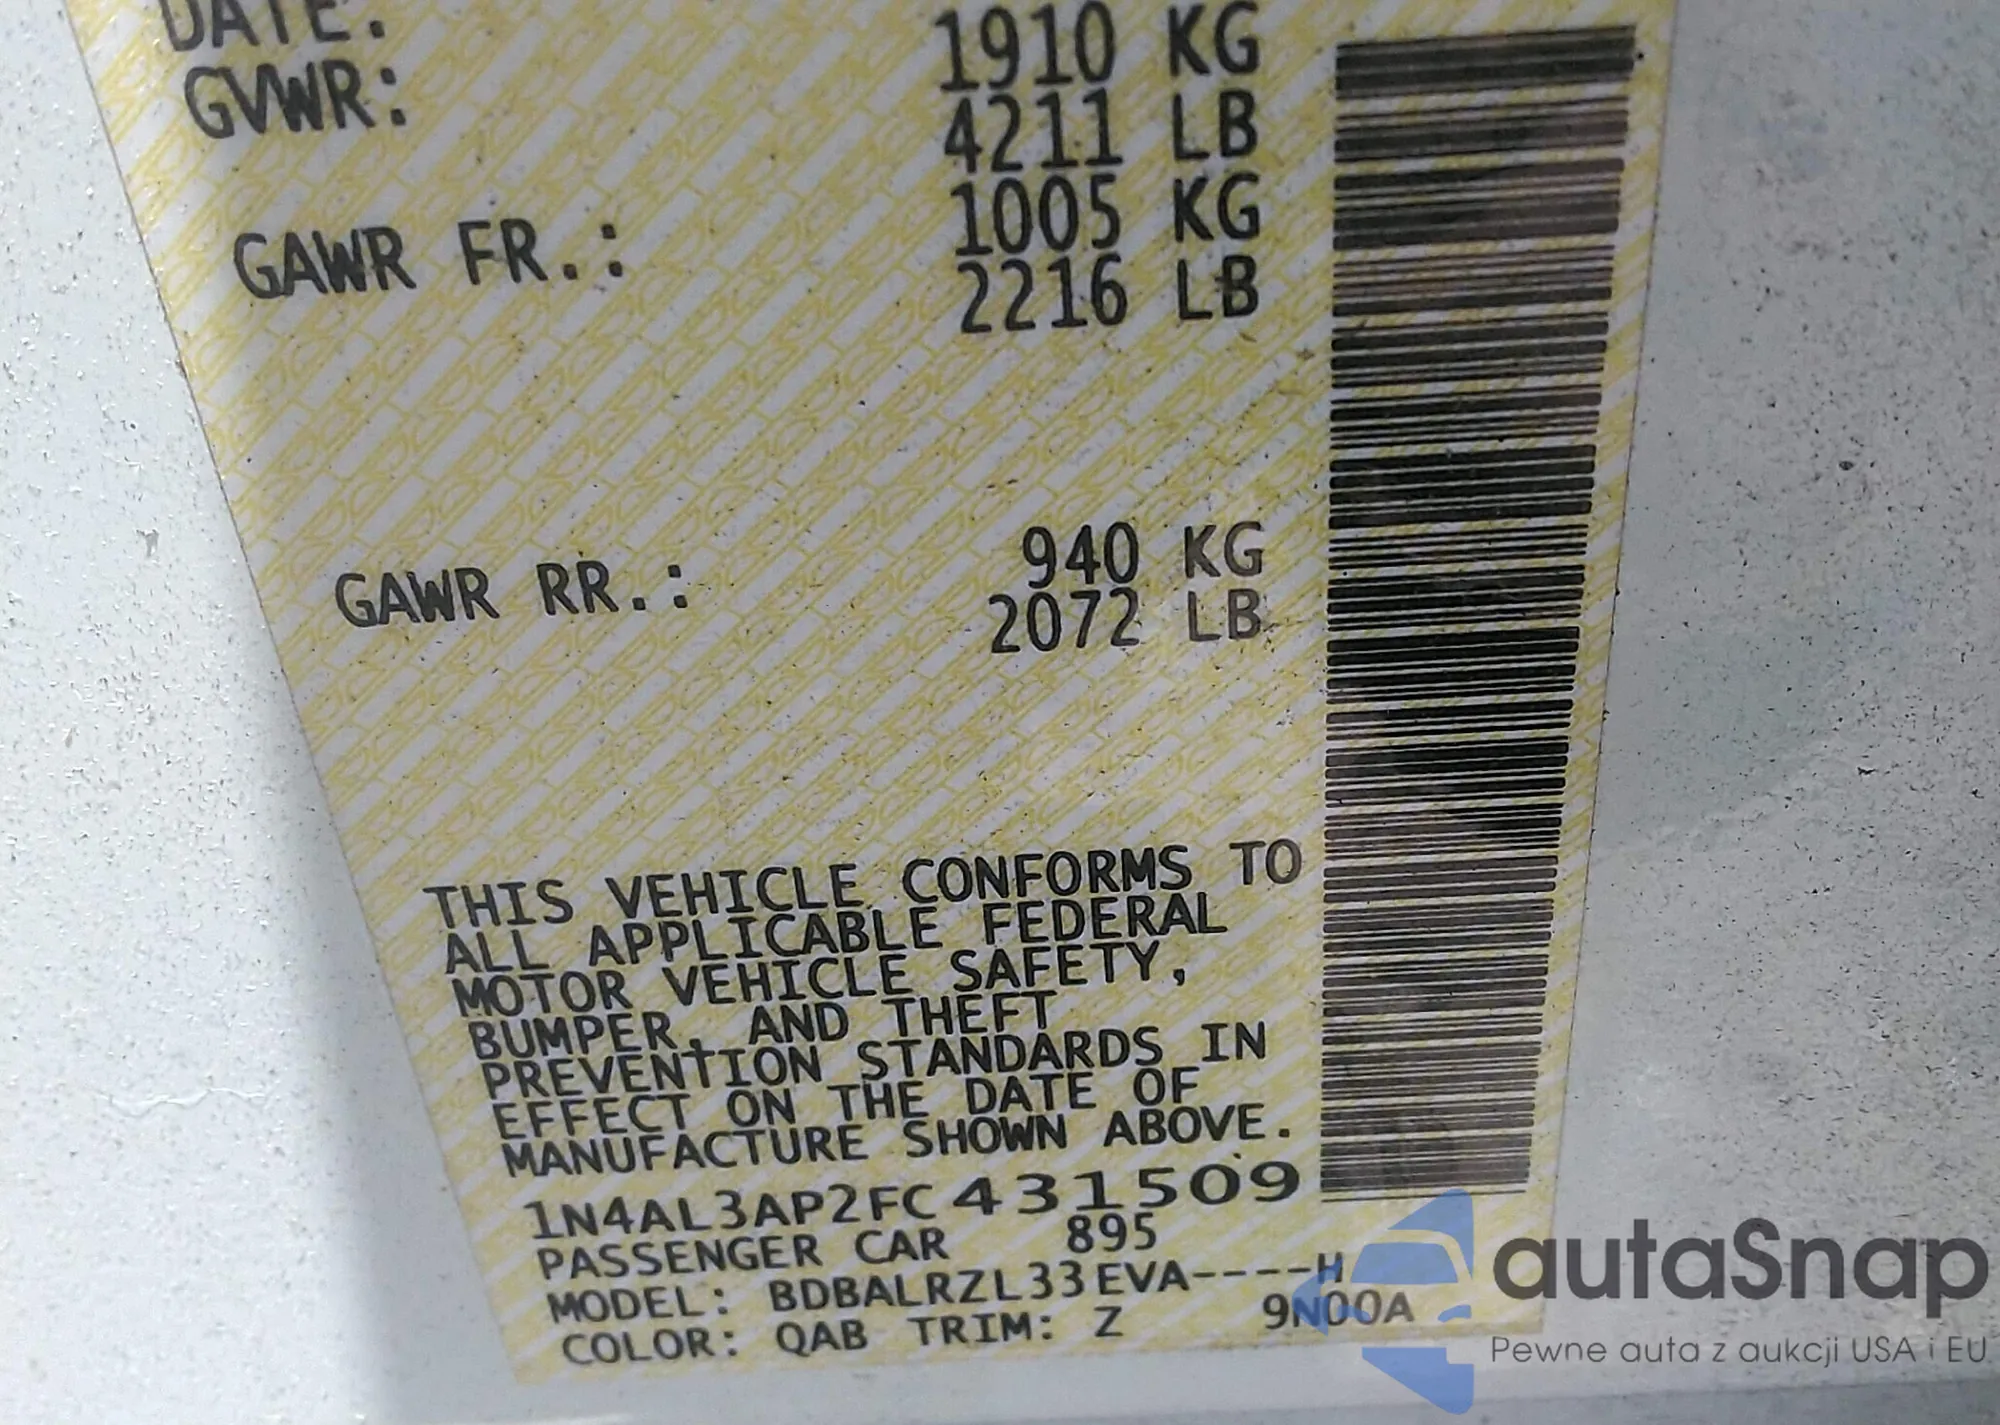 DATE:
GVWR: 1910 KG
4211 LB
GAWR FR.: 1005 KG
2216 LB
GAWR RR.: 940 KG
2072 LB
THIS VEHICLE CONFORMS TO
ALL APPLICABLE FEDERAL
MOTOR VEHICLE SAFETY,
BUMPER, AND THEFT
PREVENTION STANDARDS IN
EFFECT ON THE DATE OF
MANUFACTURE SHOWN ABOVE.
1N4AL3AP2FC431509
PASSENGER CAR 895
MODEL: BDBALRZL33EVA----H
COLOR: QAB TRIM: Z 9N00A
autaSnap
Pewne auta z aukcji USA i EU